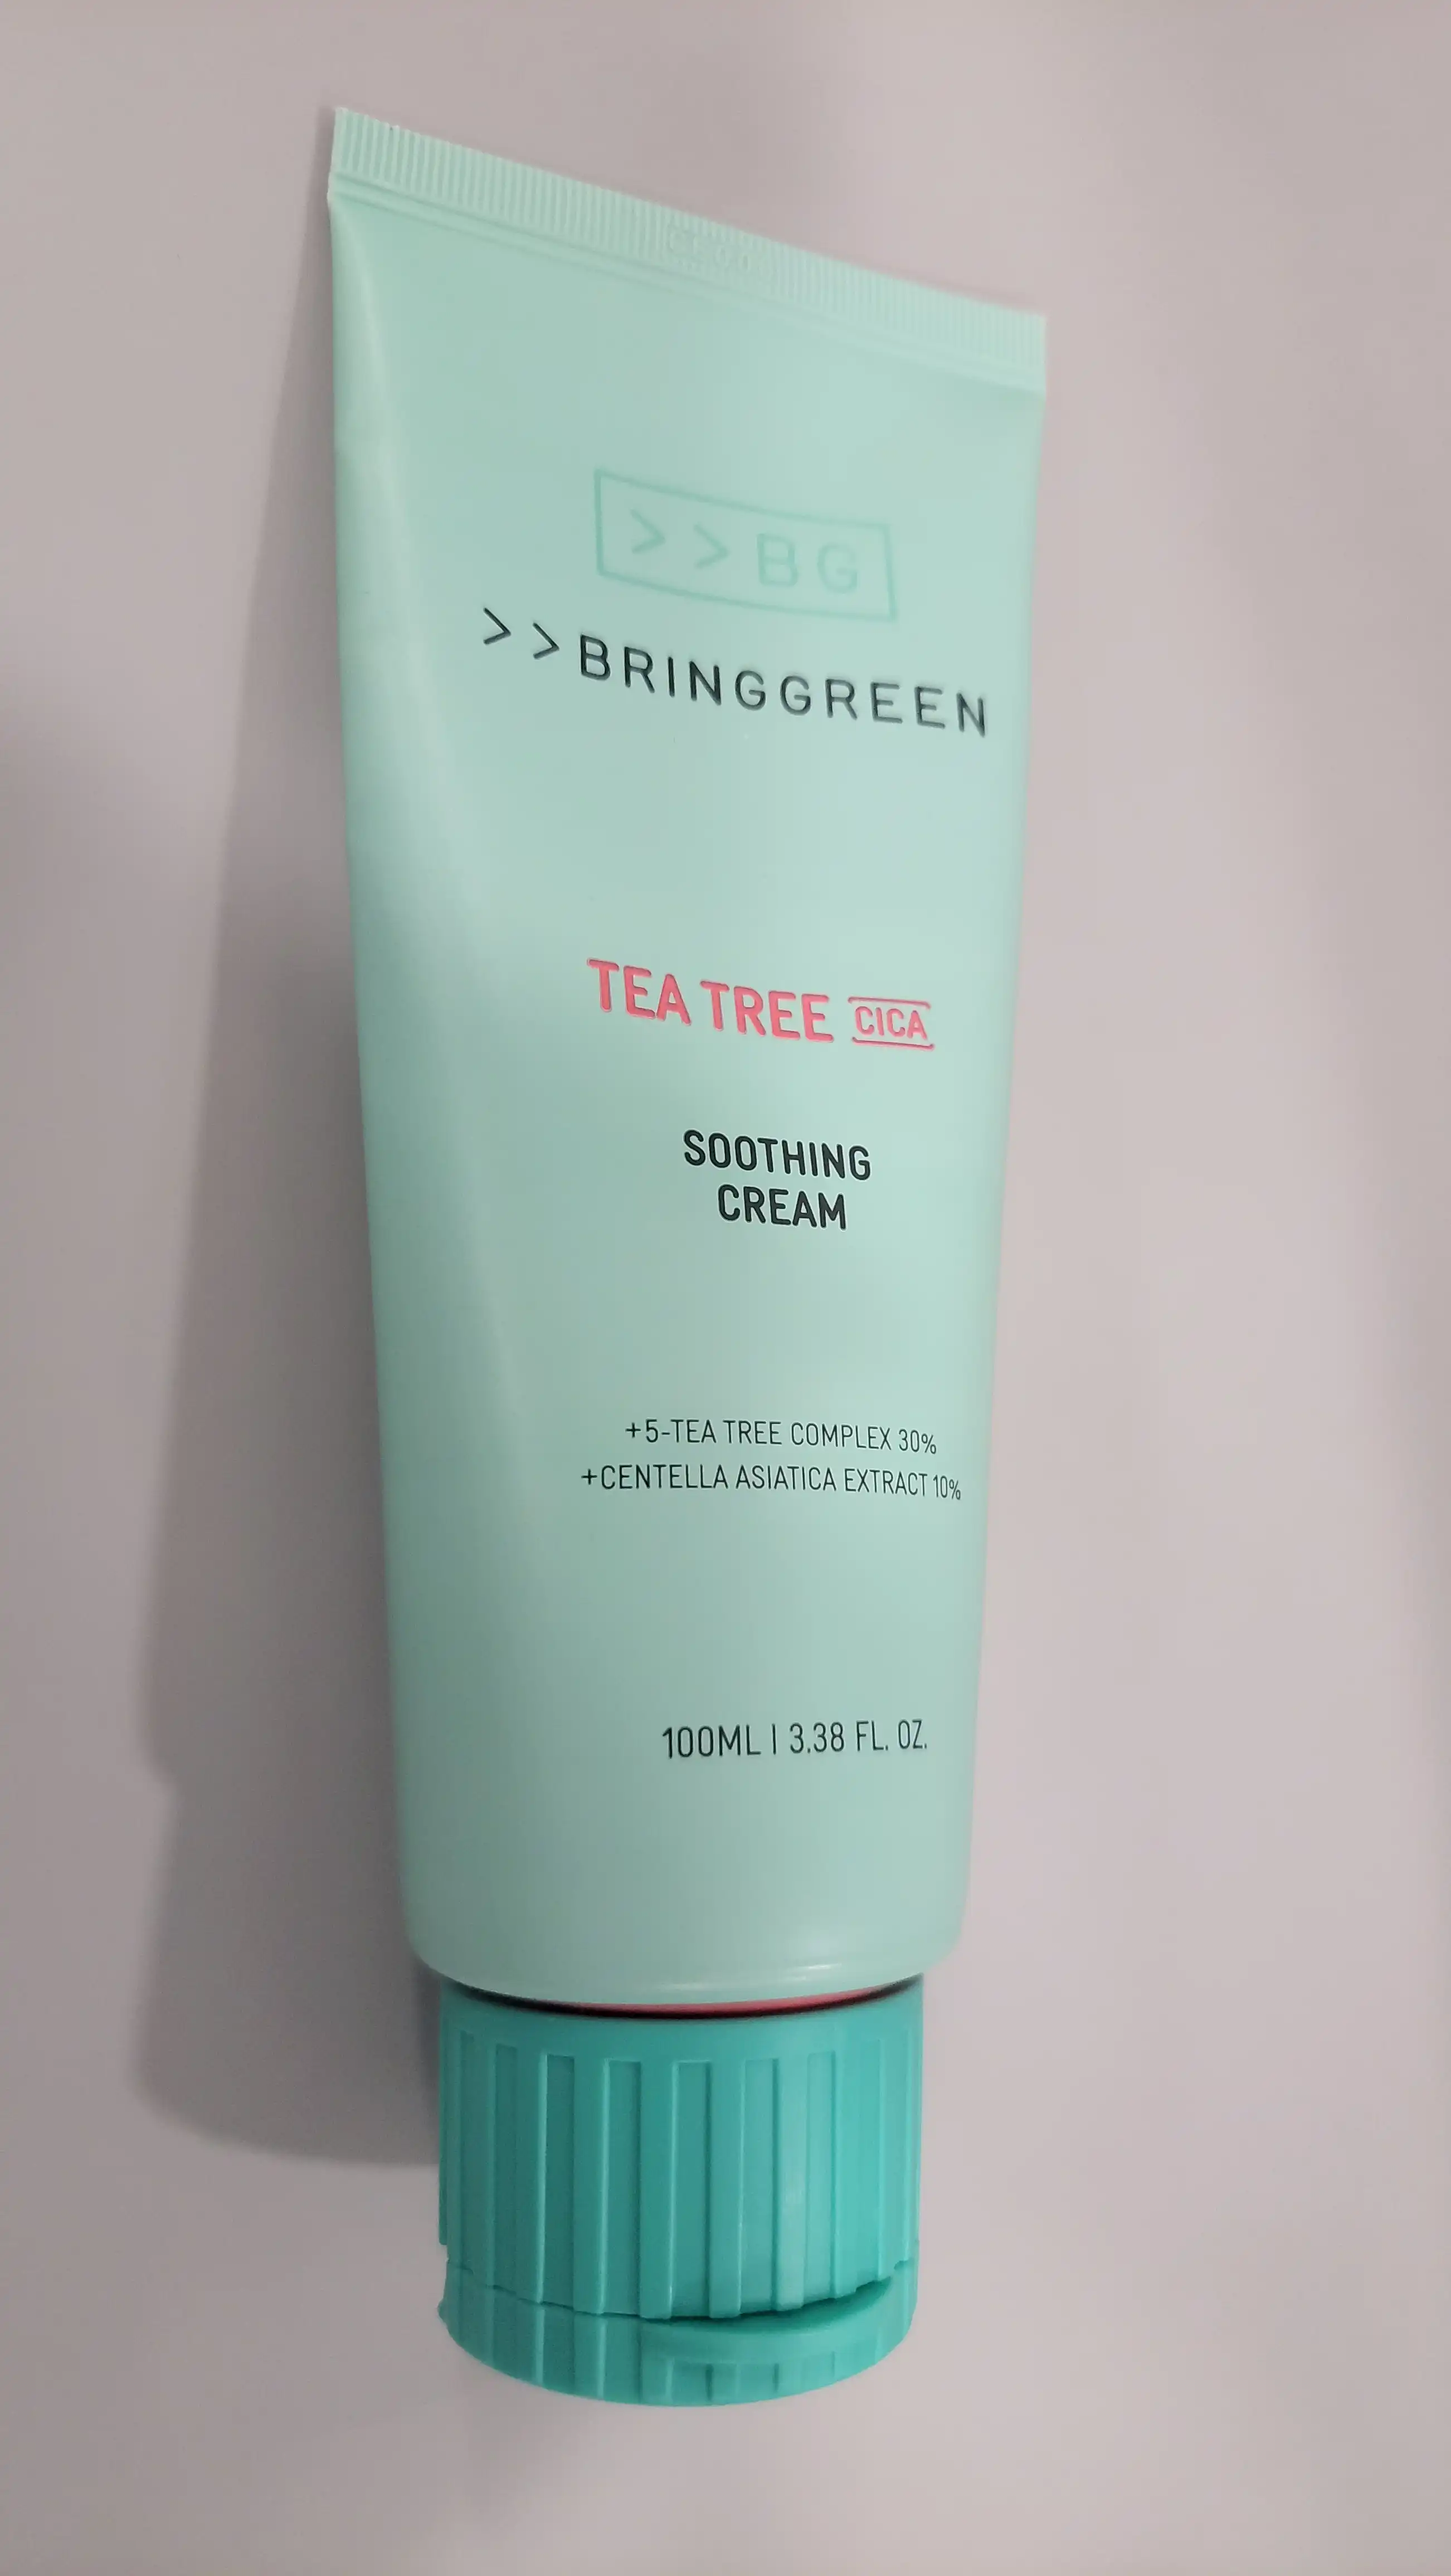 >>BG
>>BRINGGREEN
TEA TREE CICA
SOOTHING
CREAM
+5-TEA TREE COMPLEX 30%
+CENTELLA ASIATICA EXTRACT 10%
100ML | 3.38 FL. OZ.